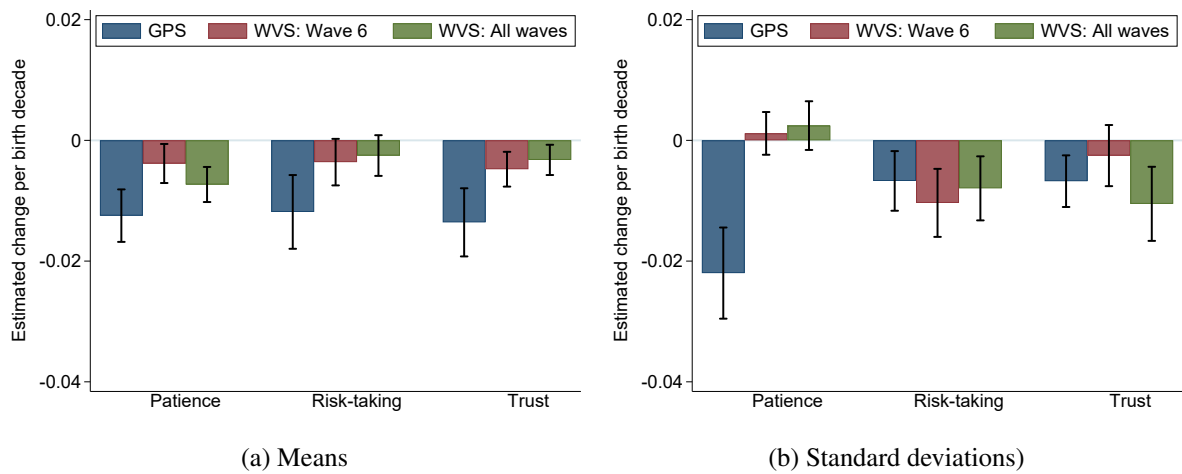 0.02
GPS WVS: Wave 6 WVS: All waves
0
-0.02
-0.04
Estimated change per birth decade
Patience Risk-taking Trust
(a) Means
0.02
GPS WVS: Wave 6 WVS: All waves
0
-0.02
-0.04
Estimated change per birth decade
Patience Risk-taking Trust
(b) Standard deviations)